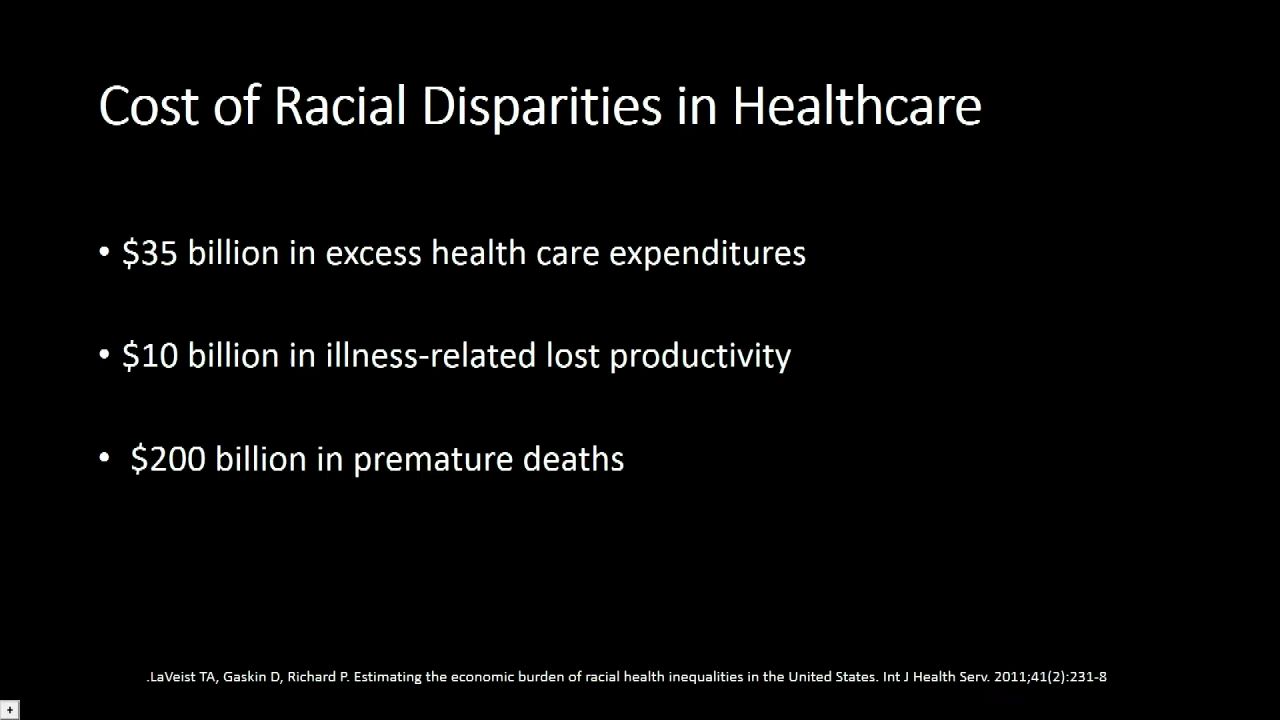 Cost of Racial Disparities in Healthcare
• $35 billion in excess health care expenditures
• $10 billion in illness-related lost productivity
• $200 billion in premature deaths
.LaVeist TA, Gaskin D, Richard P. Estimating the economic burden of racial health inequalities in the United States. Int J Health Serv. 2011;41(2):231-8
+